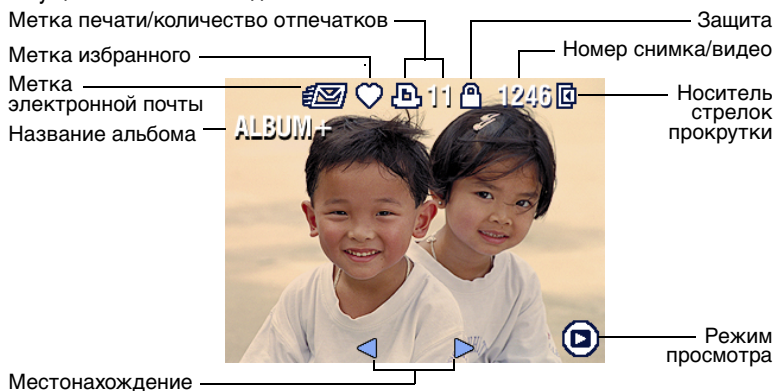 Метка печати/количество отпечатков
Защита
Метка избранного
Номер снимка/видео
Метка
электронной почты
11
1246
Носитель
стрелок
прокрутки
Название альбома
ALBUM+
Режим
просмотра
Местонахождение